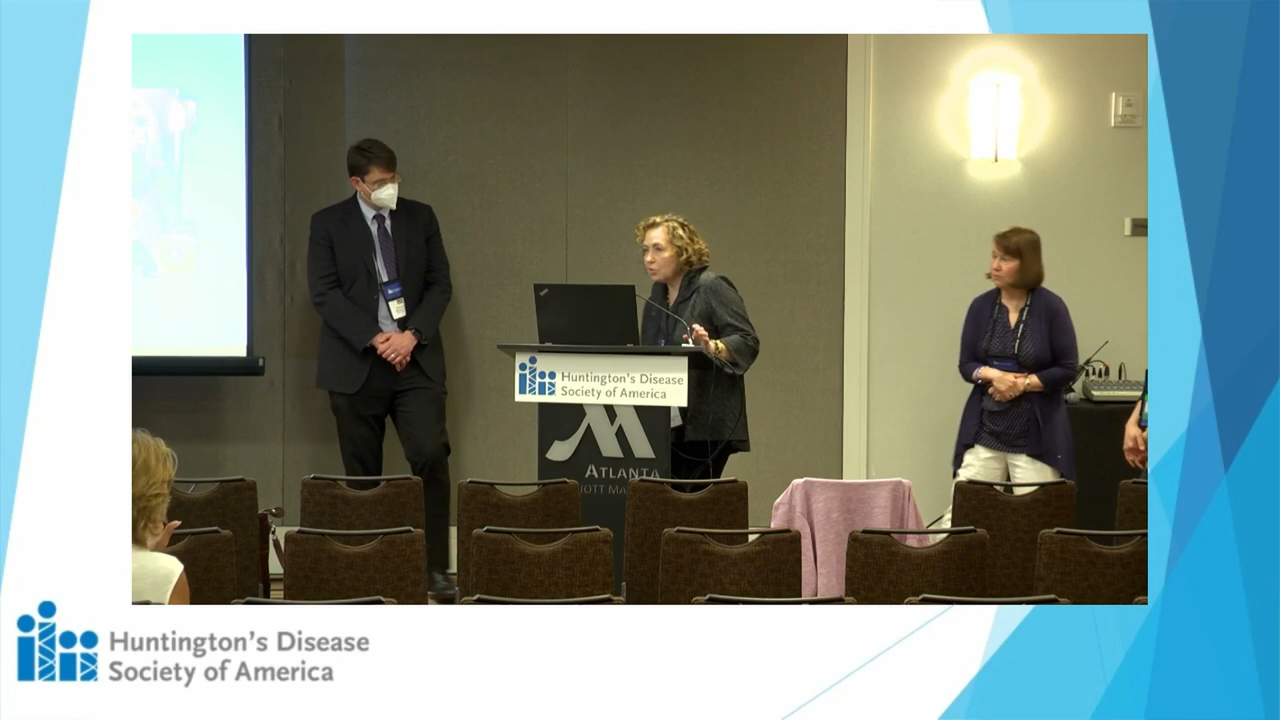 Huntington's Disease
Society of America
ATLANTA
Huntington's Disease
Society of America